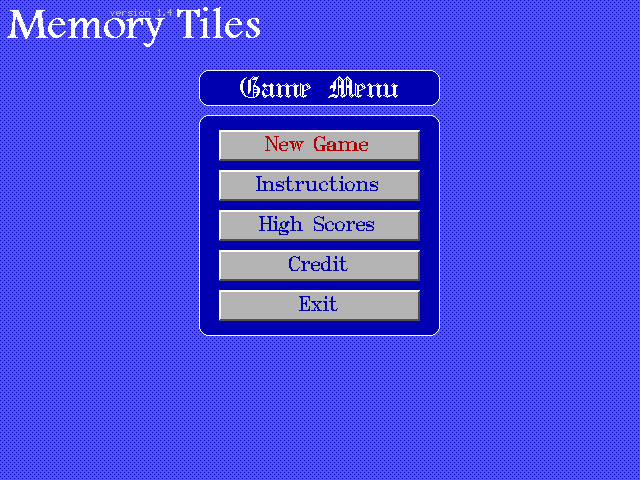 version 1.4
Memory Tiles
Game Menu
New Game
Instructions
High Scores
Credit
Exit